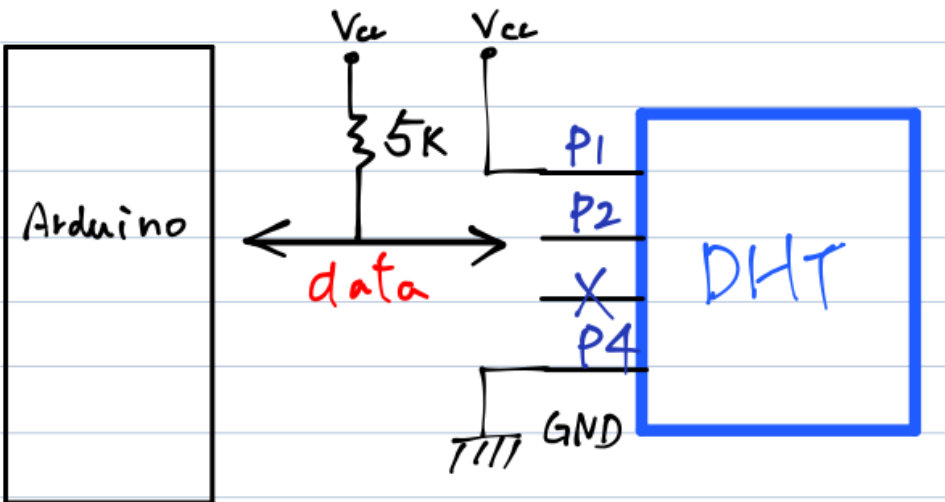 Vcc Vcc
5K
P1
Arduino
P2
data
DHT
X
P4
GND